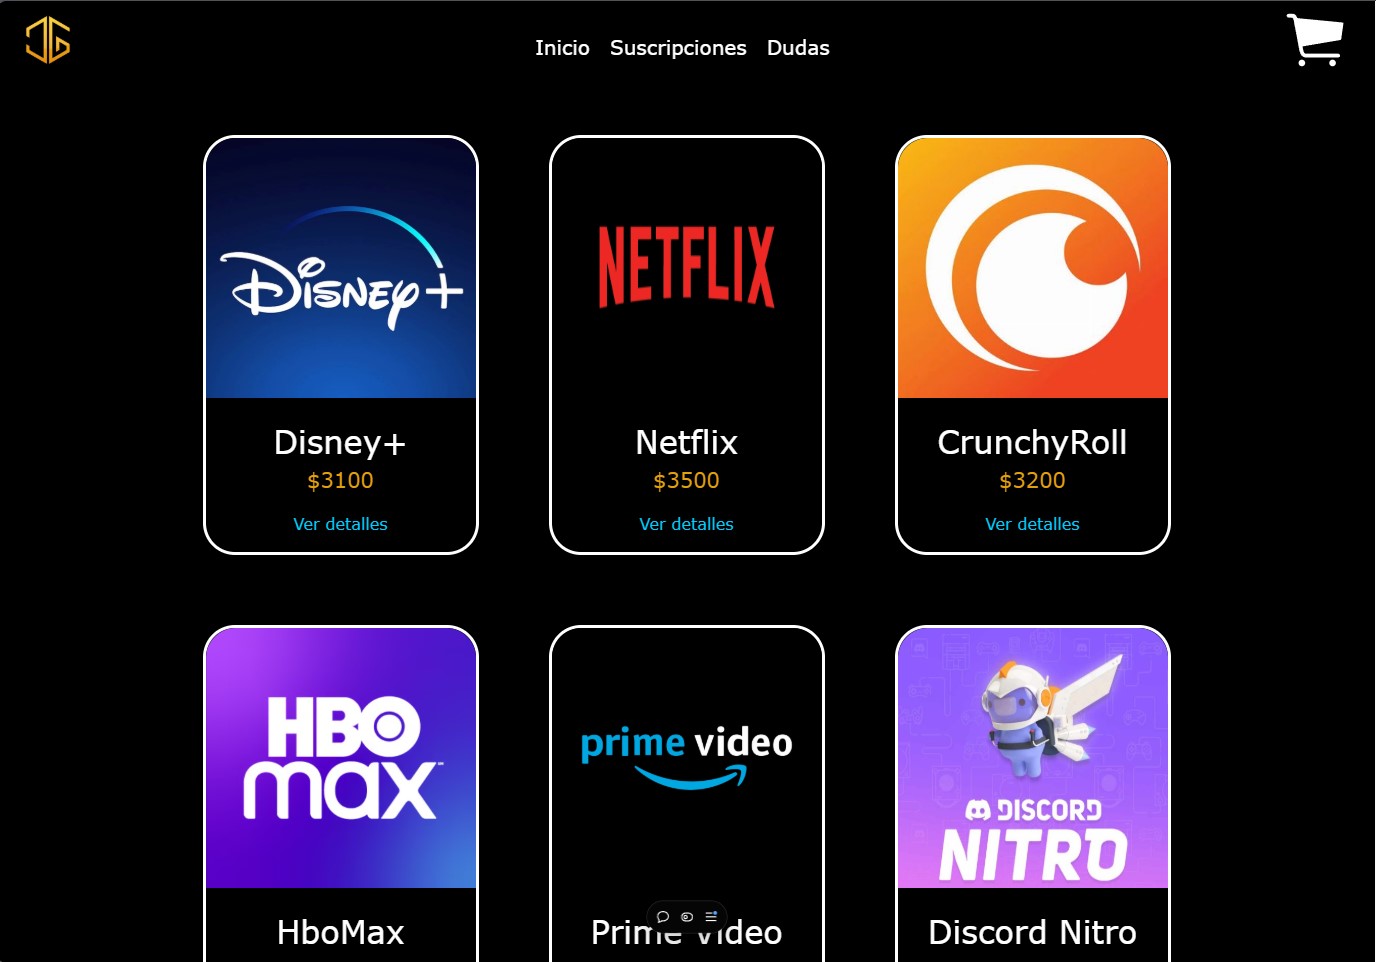 JG
Inicio Suscripciones Dudas
Disney+
NETFLIX
Disney+
Netflix
CrunchyRoll
$3100
$3500
$3200
Ver detalles
Ver detalles
Ver detalles
HBO
max
prime video
DISCORD
NITRO
HboMax
Prime Video
Discord Nitro